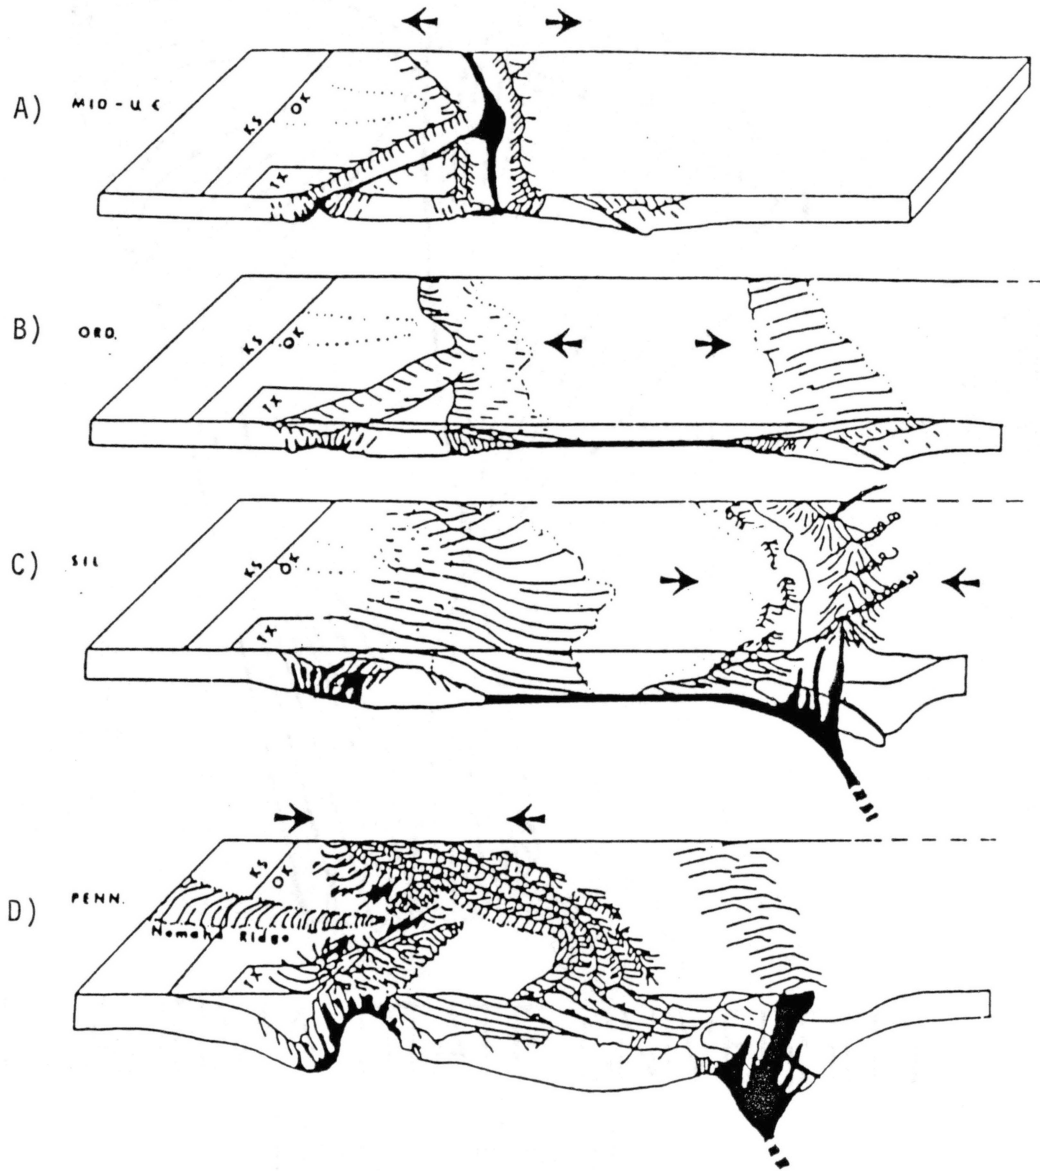 A) MID - U Є
KS
OK
TX
B) ORD.
KS
OK
TX
C) SIL
KS
OK
TX
D) PENN.
KS
OK
Nemaha Ridge
TX